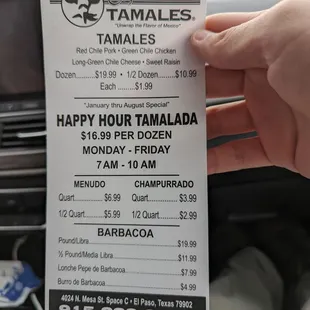 TAMALES®
"Unwrap the Flavor of Mexico"
TAMALES
Red Chile Pork • Green Chile Chicken
Long-Green Chile Cheese • Sweet Raisin
Dozen.....$19.99 • 1/2 Dozen........$10.99
Each ......$1.99
"January thru August Special"
HAPPY HOUR TAMALADA
$16.99 PER DOZEN
MONDAY - FRIDAY
7 AM - 10 AM
MENUDO
Quart..............$6.99
1/2 Quart.......$5.99
CHAMPURRADO
Quart..............$3.99
1/2 Quart.......$2.99
BARBACOA
Pound/Libra...............$19.99
½ Pound/Media Libra...............$11.99
Lonche Pepe de Barbacoa...............$7.99
Burro de Barbacoa...............$4.99
4024 N. Mesa St. Space C • El Paso, Texas 79902